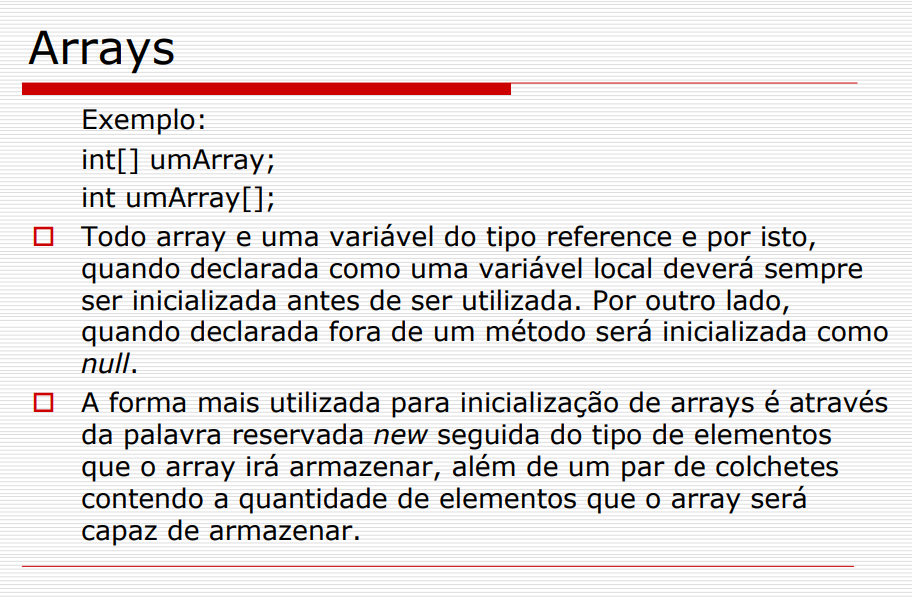 Arrays
Exemplo:
int[] umArray;
int umArray[];
Todo array e uma variável do tipo reference e por isto,
quando declarada como uma variável local deverá sempre
ser inicializada antes de ser utilizada. Por outro lado,
quando declarada fora de um método será inicializada como
null.
A forma mais utilizada para inicialização de arrays é através
da palavra reservada new seguida do tipo de elementos
que o array irá armazenar, além de um par de colchetes
contendo a quantidade de elementos que o array será
capaz de armazenar.